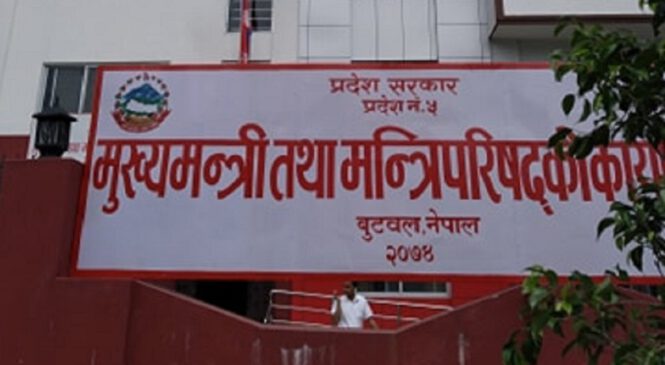 प्रदेश सरकार
प्रदेश नं. ५
मुख्यमन्त्री तथा मन्त्रिपरिषद्को
बुटवल, नेपाल
२०७४